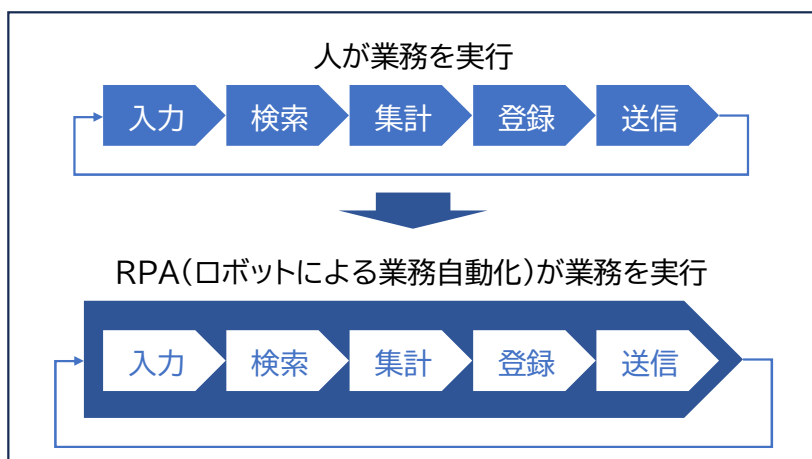 人が業務を実行
入力 検索 集計 登録 送信
RPA(ロボットによる業務自動化)が業務を実行
入力 検索 集計 登録 送信